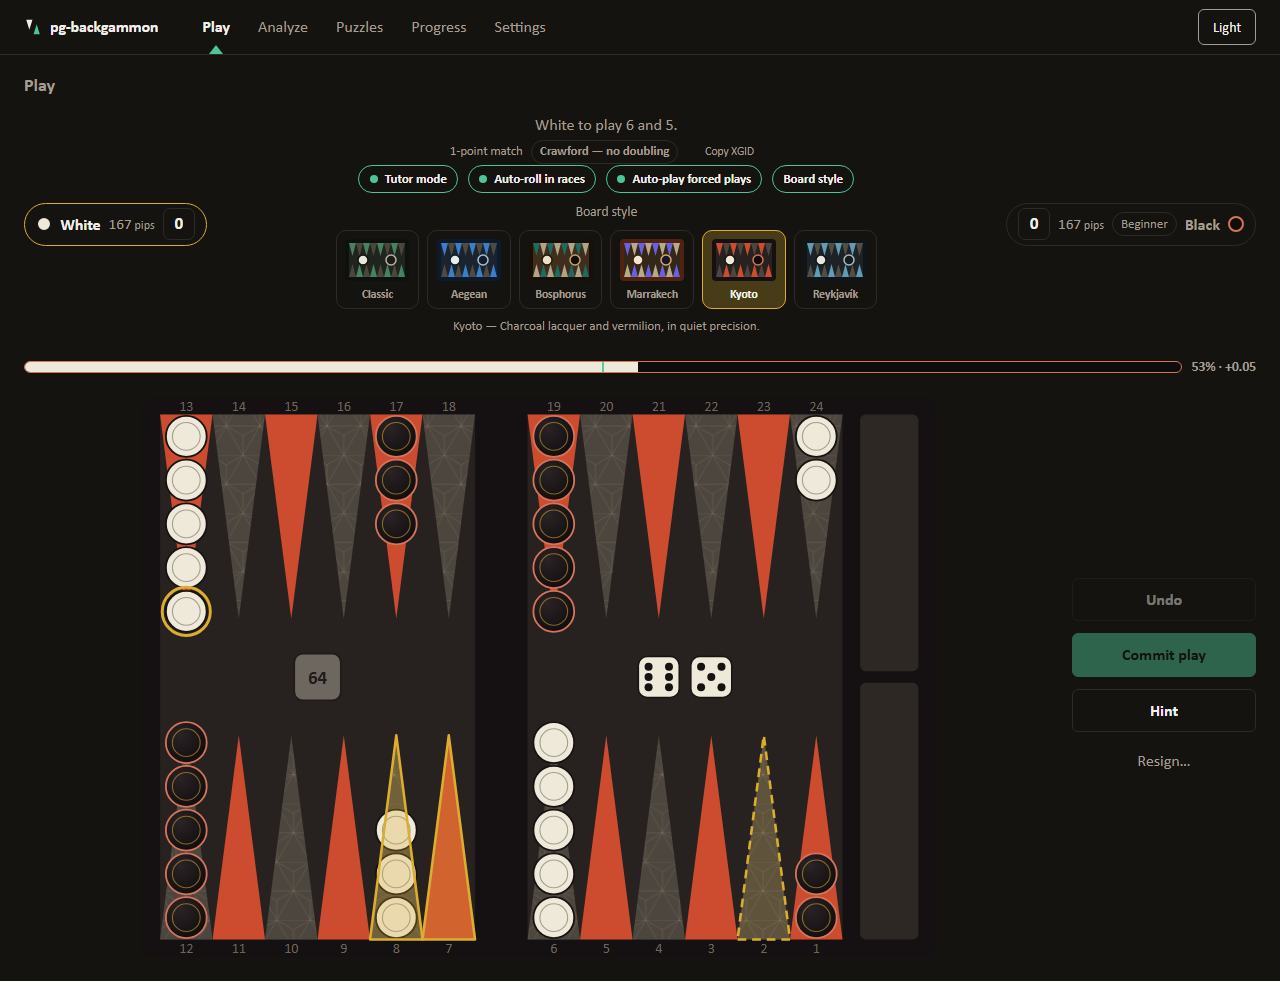 pg-backgammon Play Analyze Puzzles Progress Settings Light
Play
White to play 6 and 5.
1-point match Crawford — no doubling Copy XGID
Tutor mode Auto-roll in races Auto-play forced plays Board style
White 167 pips 0
Board style
0 167 pips Beginner Black
Classic Aegean Bosphorus Marrakech Kyoto Reykjavik
Kyoto — Charcoal lacquer and vermilion, in quiet precision.
53% · +0.05
13 14 15 16 17 18 19 20 21 22 23 24
64
Undo
Commit play
Hint
Resign...
12 11 10 9 8 7 6 5 4 3 2 1